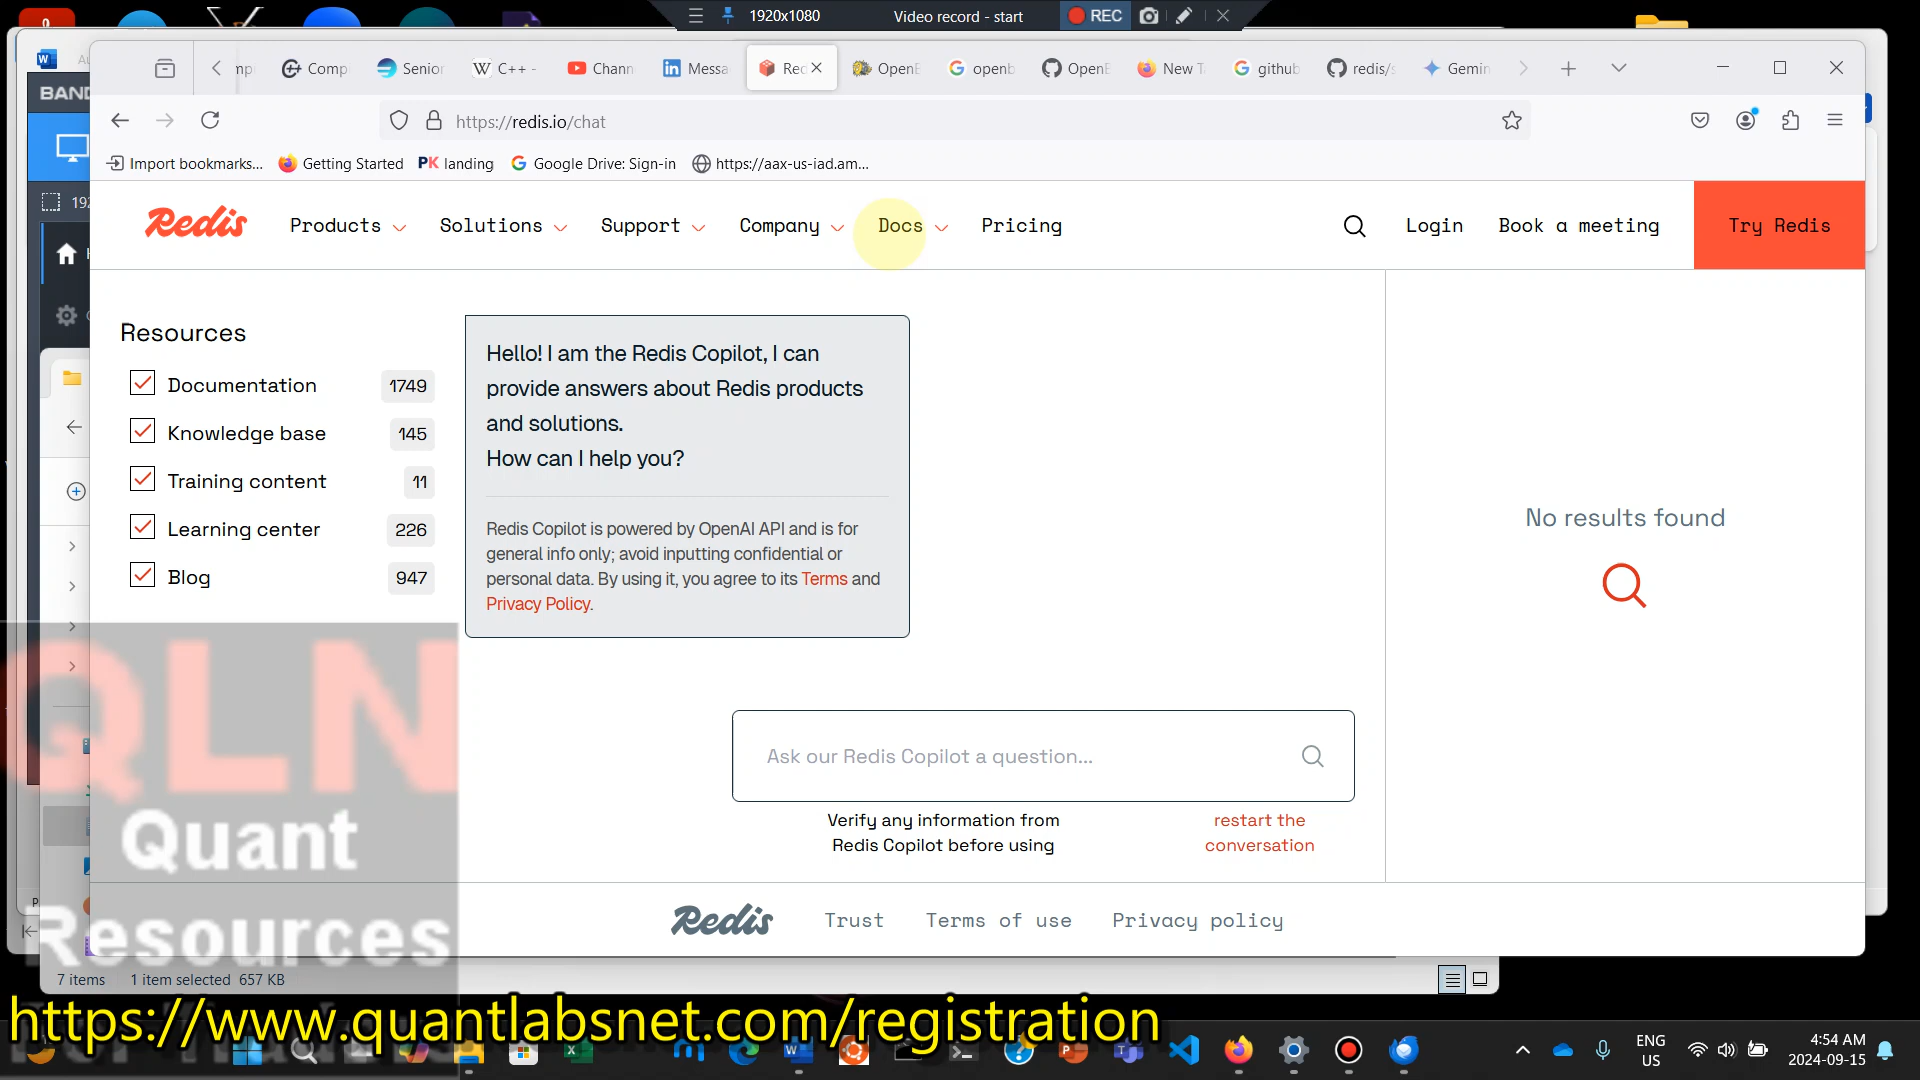 1920x1080
Video record - start
REC
Comp
Senior
C++ -
Chann
Messa
Red
OpenB
openb
OpenB
New T
github
redis/s
Gemin
BAND
https://redis.io/chat
Import bookmarks...
Getting Started
PK landing
Google Drive: Sign-in
https://aax-us-iad.am...
Redis
Products
Solutions
Support
Company
Docs
Pricing
Login
Book a meeting
Try Redis
Resources
Documentation 1749
Knowledge base 145
Training content 11
Learning center 226
Blog 947
Hello! I am the Redis Copilot, I can
provide answers about Redis products
and solutions.
How can I help you?
Redis Copilot is powered by OpenAI API and is for
general info only; avoid inputting confidential or
personal data. By using it, you agree to its Terms and
Privacy Policy.
No results found
Ask our Redis Copilot a question...
Verify any information from
Redis Copilot before using
restart the
conversation
Redis
Trust
Terms of use
Privacy policy
QLN
Quant
Resources
7 items
1 item selected 657 KB
https://www.quantlabsnet.com/registration
ENG
US
4:54 AM
2024-09-15